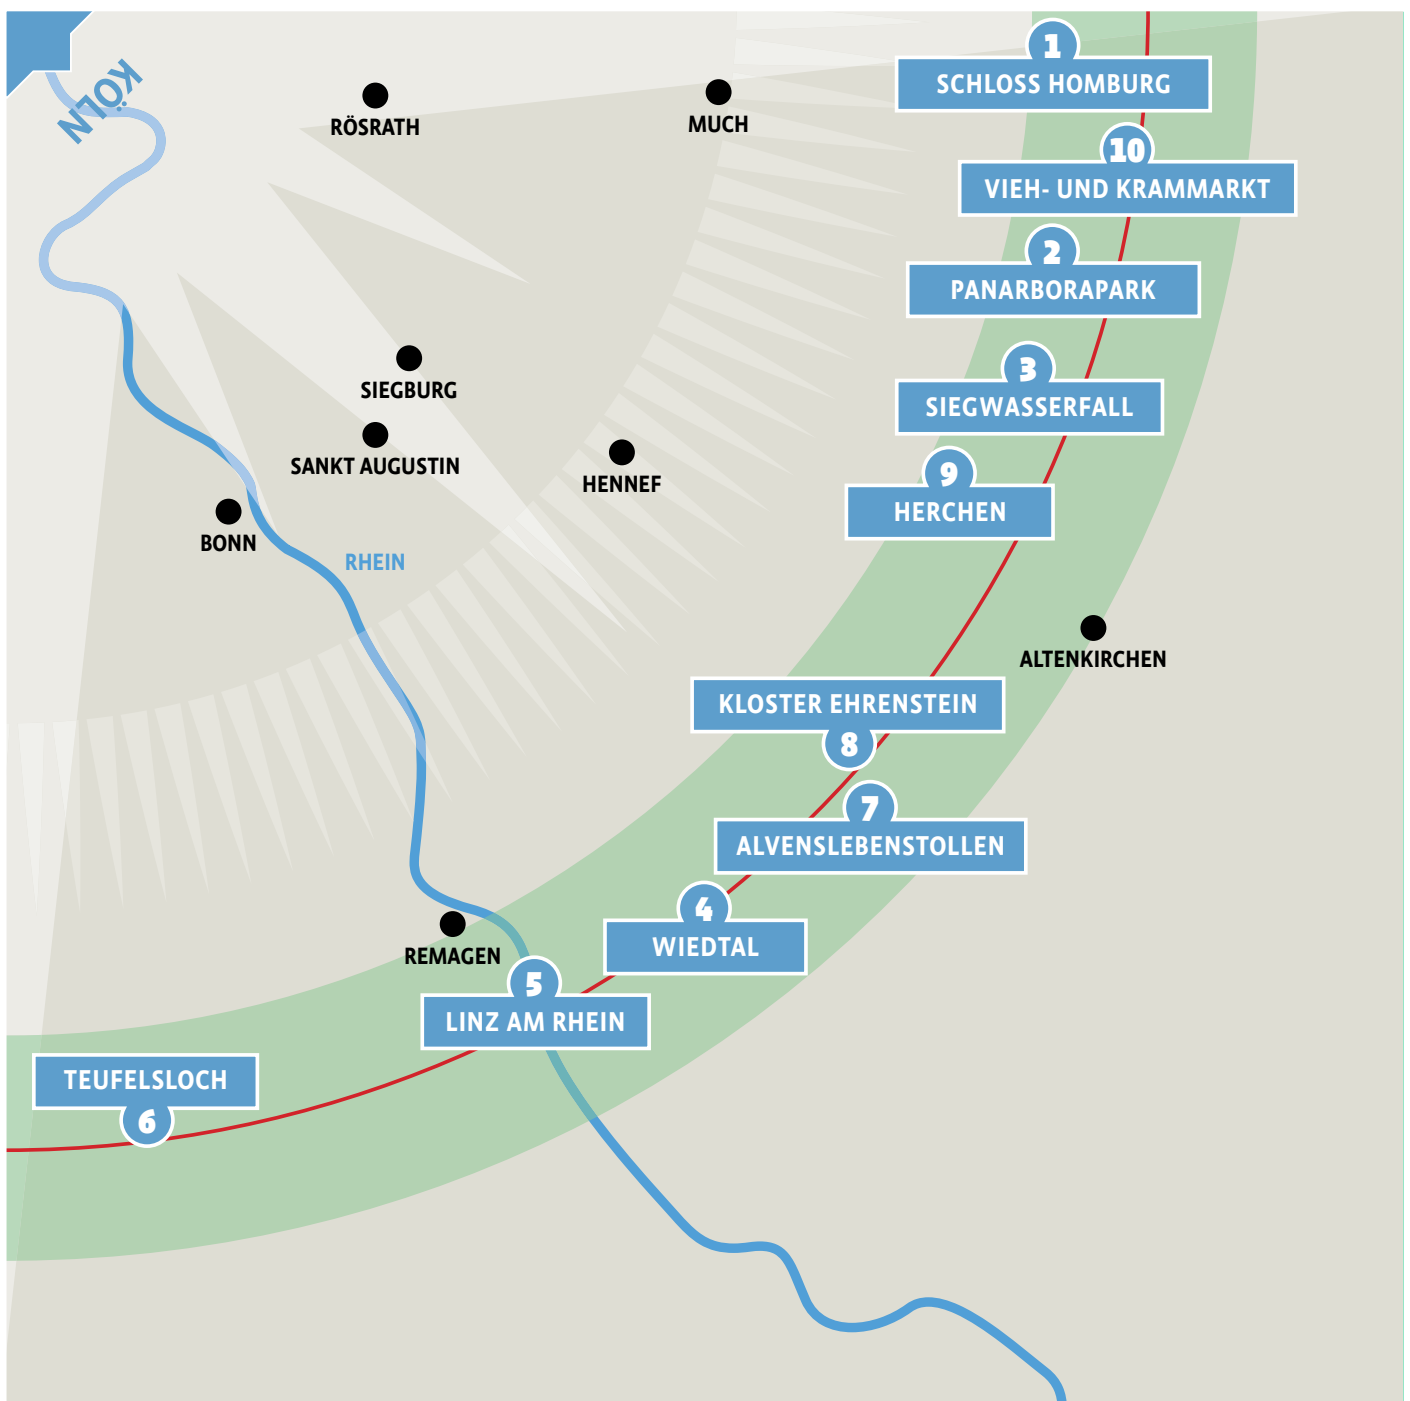 1
SCHLOSS HOMBURG
KÖLN
RÖSRATH
MUCH
10
VIEH- UND KRAMMARKT
2
PANARBORAPARK
3
SIEGWASSERFALL
SIEGBURG
SANKT AUGUSTIN
HENNEF
9
HERCHEN
BONN
RHEIN
ALTENKIRCHEN
KLOSTER EHRENSTEIN
8
7
ALVENSLEBENSTOLLEN
4
WIEDTAL
REMAGEN
5
LINZ AM RHEIN
TEUFELSLOCH
6